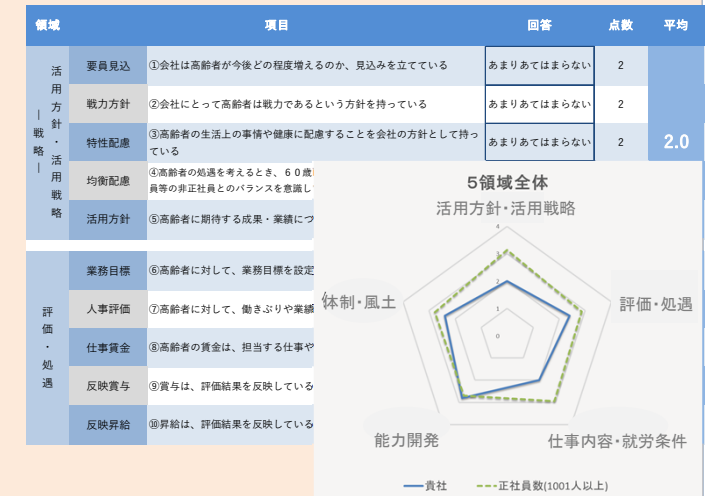 領域 項目 回答 点数 平均
活用方針・活用戦略
―戦略―
要員見込 ①会社は高齢者が今後どの程度増えるのか、見込みを立てている あまりあてはまらない 2
戦力方針 ②会社にとって高齢者は戦力であるという方針を持っている あまりあてはまらない 2
特性配慮 ③高齢者の生活上の事情や健康に配慮することを会社の方針として持っ
ている あまりあてはまらない 2 2.0
均衡配慮 ④高齢者の処遇を考えるとき、60歳
員等の非正社員とのバランスを意識し
活用方針 ⑤高齢者に期待する成果・業績につ
評価・処遇
業務目標 ⑥高齢者に対して、業務目標を設定
人事評価 ⑦高齢者に対して、働きぶりや業績
仕事賃金 ⑧高齢者の賃金は、担当する仕事や
反映賞与 ⑨賞与は、評価結果を反映している
反映昇給 ⑩昇給は、評価結果を反映している
5領域全体
活用方針・活用戦略
4
3
2
1
0
体制・風土
評価・処遇
能力開発
仕事内容・就労条件
貴社 正社員数(1001人以上)